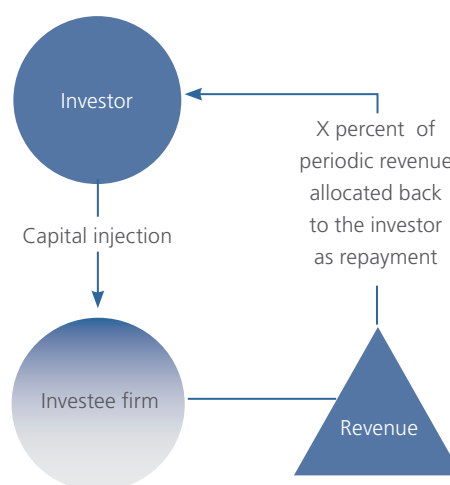 Investor
Capital injection
Investee firm
Revenue
X percent of
periodic revenue
allocated back
to the investor
as repayment